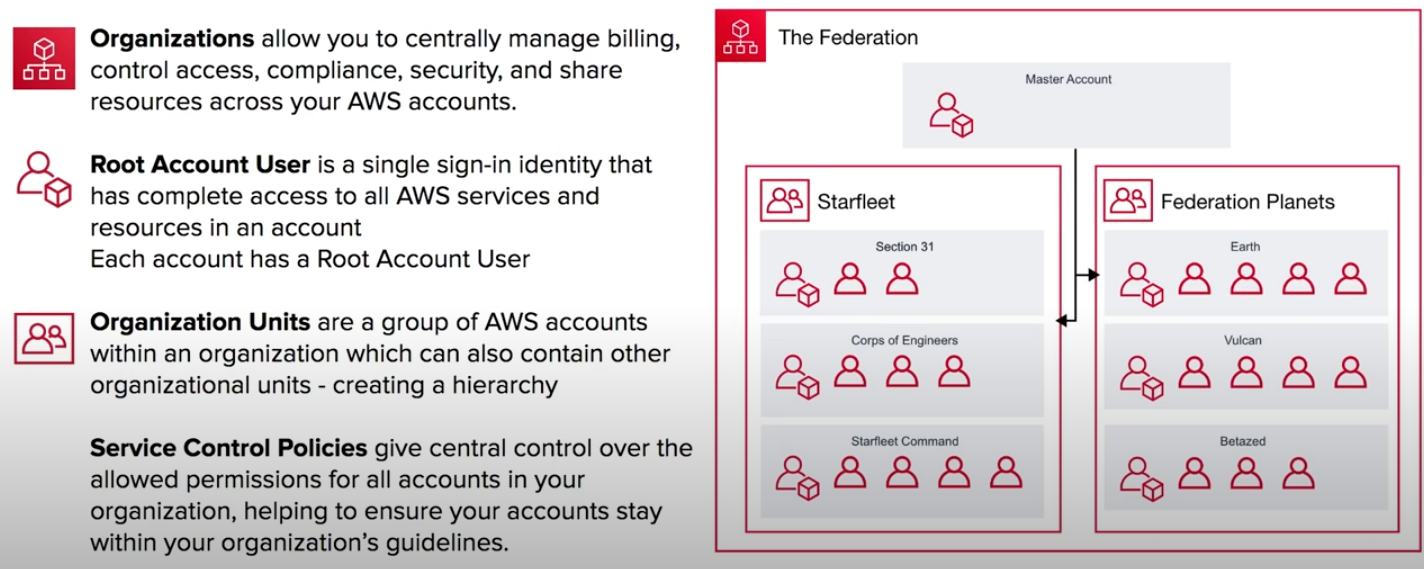 Organizations allow you to centrally manage billing,
control access, compliance, security, and share
resources across your AWS accounts.
Root Account User is a single sign-in identity that
has complete access to all AWS services and
resources in an account
Each account has a Root Account User
Organization Units are a group of AWS accounts
within an organization which can also contain other
organizational units - creating a hierarchy
Service Control Policies give central control over the
allowed permissions for all accounts in your
organization, helping to ensure your accounts stay
within your organization's guidelines.
The Federation
Master Account
Starfleet
Section 31
Corps of Engineers
Starfleet Command
Federation Planets
Earth
Vulcan
Betazed